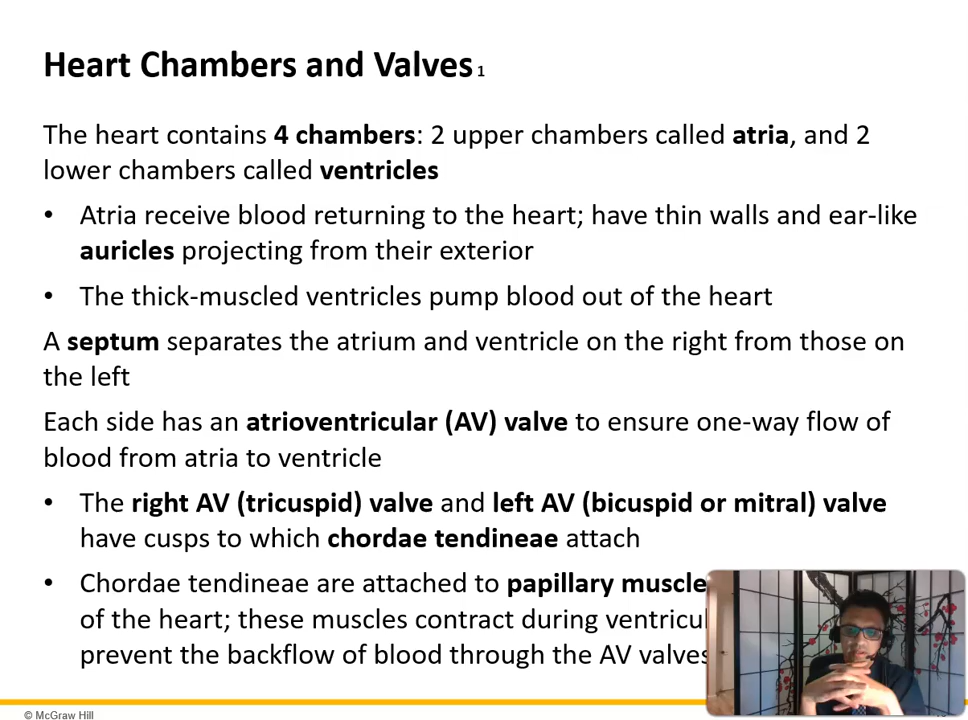 Heart Chambers and Valves 1
The heart contains 4 chambers: 2 upper chambers called atria, and 2
lower chambers called ventricles
• Atria receive blood returning to the heart; have thin walls and ear-like
auricles projecting from their exterior
• The thick-muscled ventricles pump blood out of the heart
A septum separates the atrium and ventricle on the right from those on
the left
Each side has an atrioventricular (AV) valve to ensure one-way flow of
blood from atria to ventricle
• The right AV (tricuspid) valve and left AV (bicuspid or mitral) valve
have cusps to which chordae tendineae attach
• Chordae tendineae are attached to papillary muscle
of the heart; these muscles contract during
prevent the backflow of blood through the AV valves
© McGraw Hill